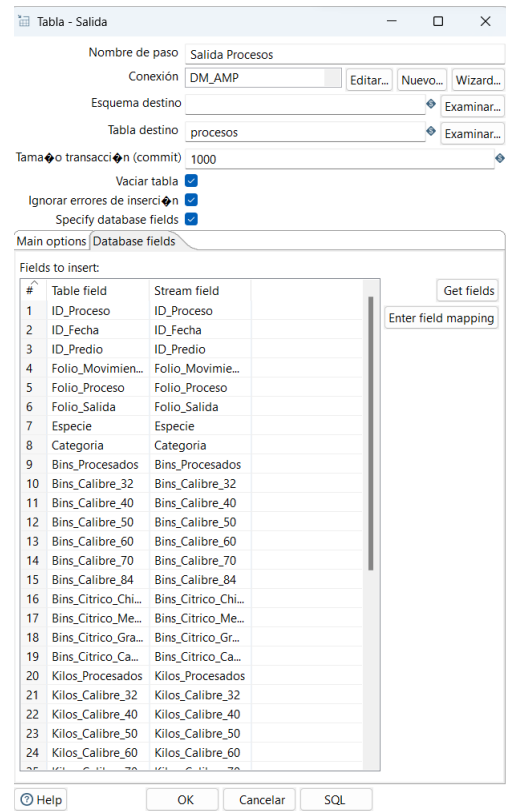 Tabla - Salida
Nombre de paso Salida Procesos
Conexión DM_AMP Editar... Nuevo... Wizard...
Esquema destino Examinar...
Tabla destino procesos Examinar...
Tama�o transacci�n (commit) 1000
Vaciar tabla
Ignorar errores de inserci�n
Specify database fields
Main options Database fields
Fields to insert:
# Table field Stream field Get fields
1 ID_Proceso ID_Proceso Enter field mapping
2 ID_Fecha ID_Fecha
3 ID_Predio ID_Predio
4 Folio_Movimien... Folio_Movimie...
5 Folio_Proceso Folio_Proceso
6 Folio_Salida Folio_Salida
7 Especie Especie
8 Categoria Categoria
9 Bins_Procesados Bins_Procesados
10 Bins_Calibre_32 Bins_Calibre_32
11 Bins_Calibre_40 Bins_Calibre_40
12 Bins_Calibre_50 Bins_Calibre_50
13 Bins_Calibre_60 Bins_Calibre_60
14 Bins_Calibre_70 Bins_Calibre_70
15 Bins_Calibre_84 Bins_Calibre_84
16 Bins_Citrico_Chi... Bins_Citrico_Chi...
17 Bins_Citrico_Me... Bins_Citrico_Me...
18 Bins_Citrico_Gra... Bins_Citrico_Gr...
19 Bins_Citrico_Ca... Bins_Citrico_Ca...
20 Kilos_Procesados Kilos_Procesados
21 Kilos_Calibre_32 Kilos_Calibre_32
22 Kilos_Calibre_40 Kilos_Calibre_40
23 Kilos_Calibre_50 Kilos_Calibre_50
24 Kilos_Calibre_60 Kilos_Calibre_60
Help OK Cancelar SQL